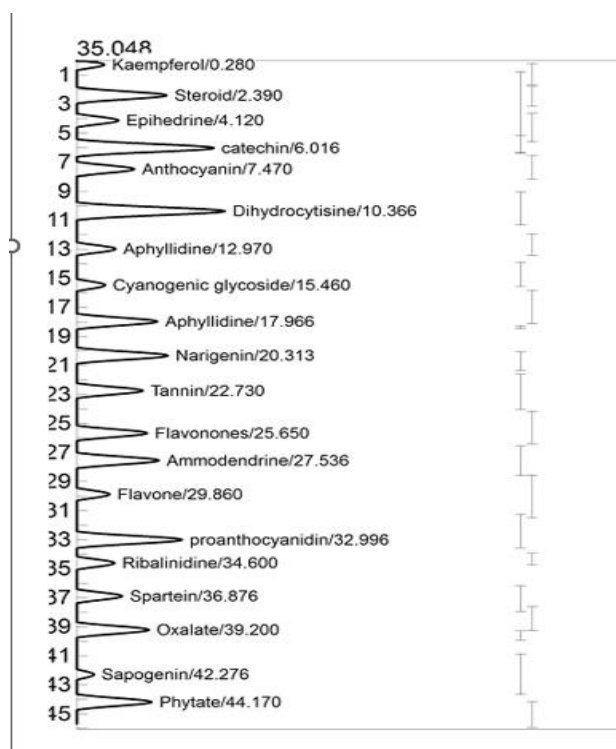 35.048
Kaempferol/0.280
1
Steroid/2.390
3
Epihedrine/4.120
5
catechin/6.016
7
Anthocyanin/7.470
9
Dihydrocytisine/10.366
11
Aphyllidine/12.970
13
15
Cyanogenic glycoside/15.460
17
Aphyllidine/17.966
19
Narigenin/20.313
21
Tannin/22.730
23
25
Flavonones/25.650
27
Ammodendrine/27.536
29
Flavone/29.860
31
33
proanthocyanidin/32.996
Ribalinidine/34.600
35
Spartein/36.876
37
39
Oxalate/39.200
41
Sapogenin/42.276
43
Phytate/44.170
45